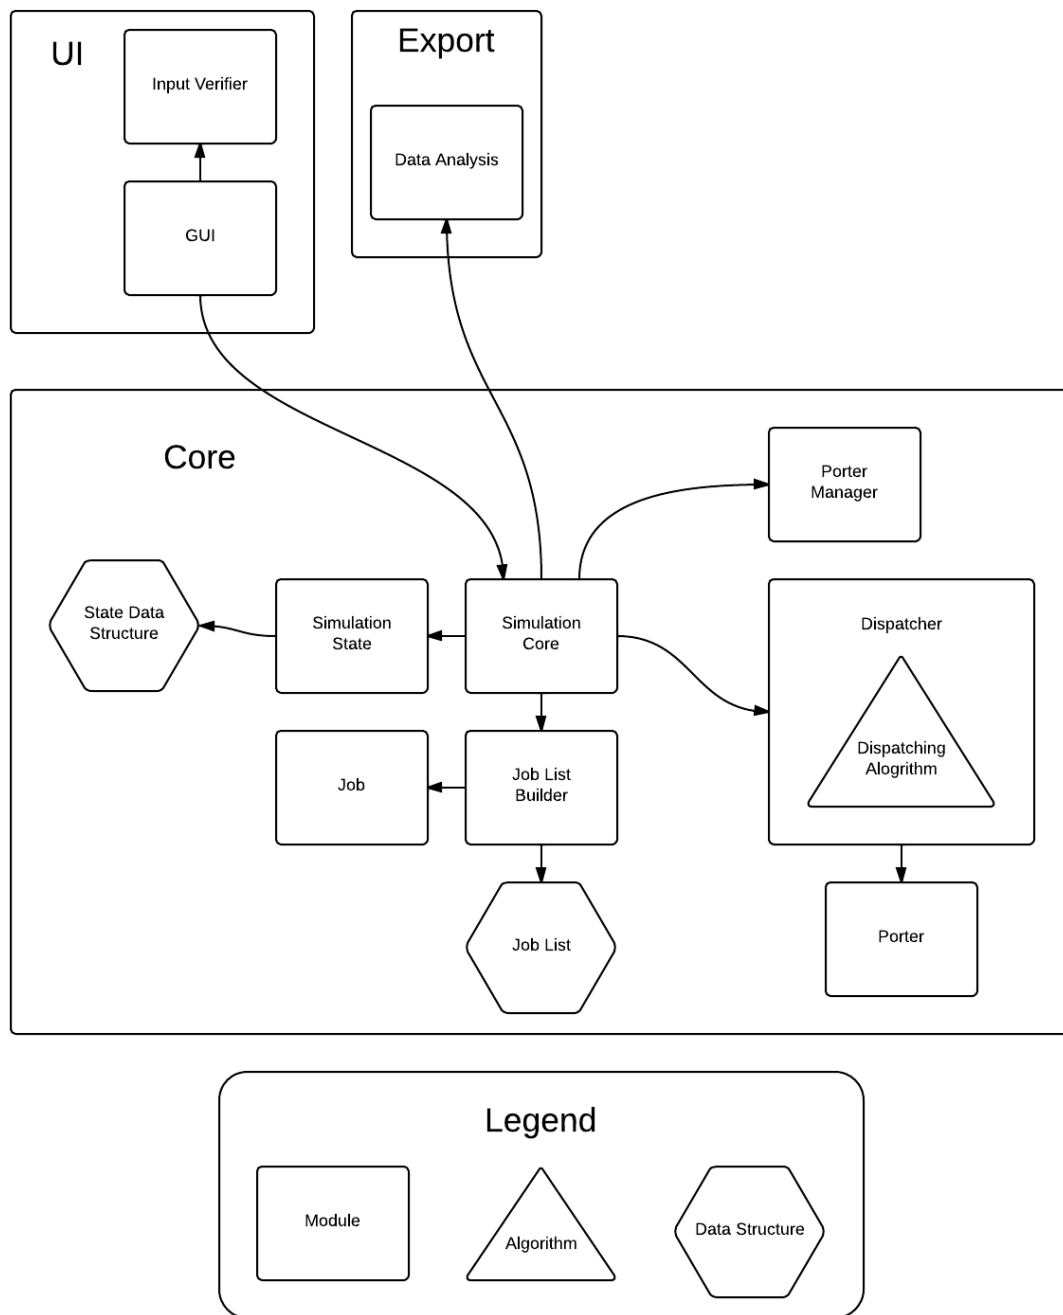 UI
Input Verifier
GUI
Export
Data Analysis
Core
Porter
Manager
State Data
Structure
Simulation
State
Simulation
Core
Dispatcher
Dispatching
Alogrithm
Job
Job List
Builder
Job List
Porter
Legend
Module
Algorithm
Data Structure